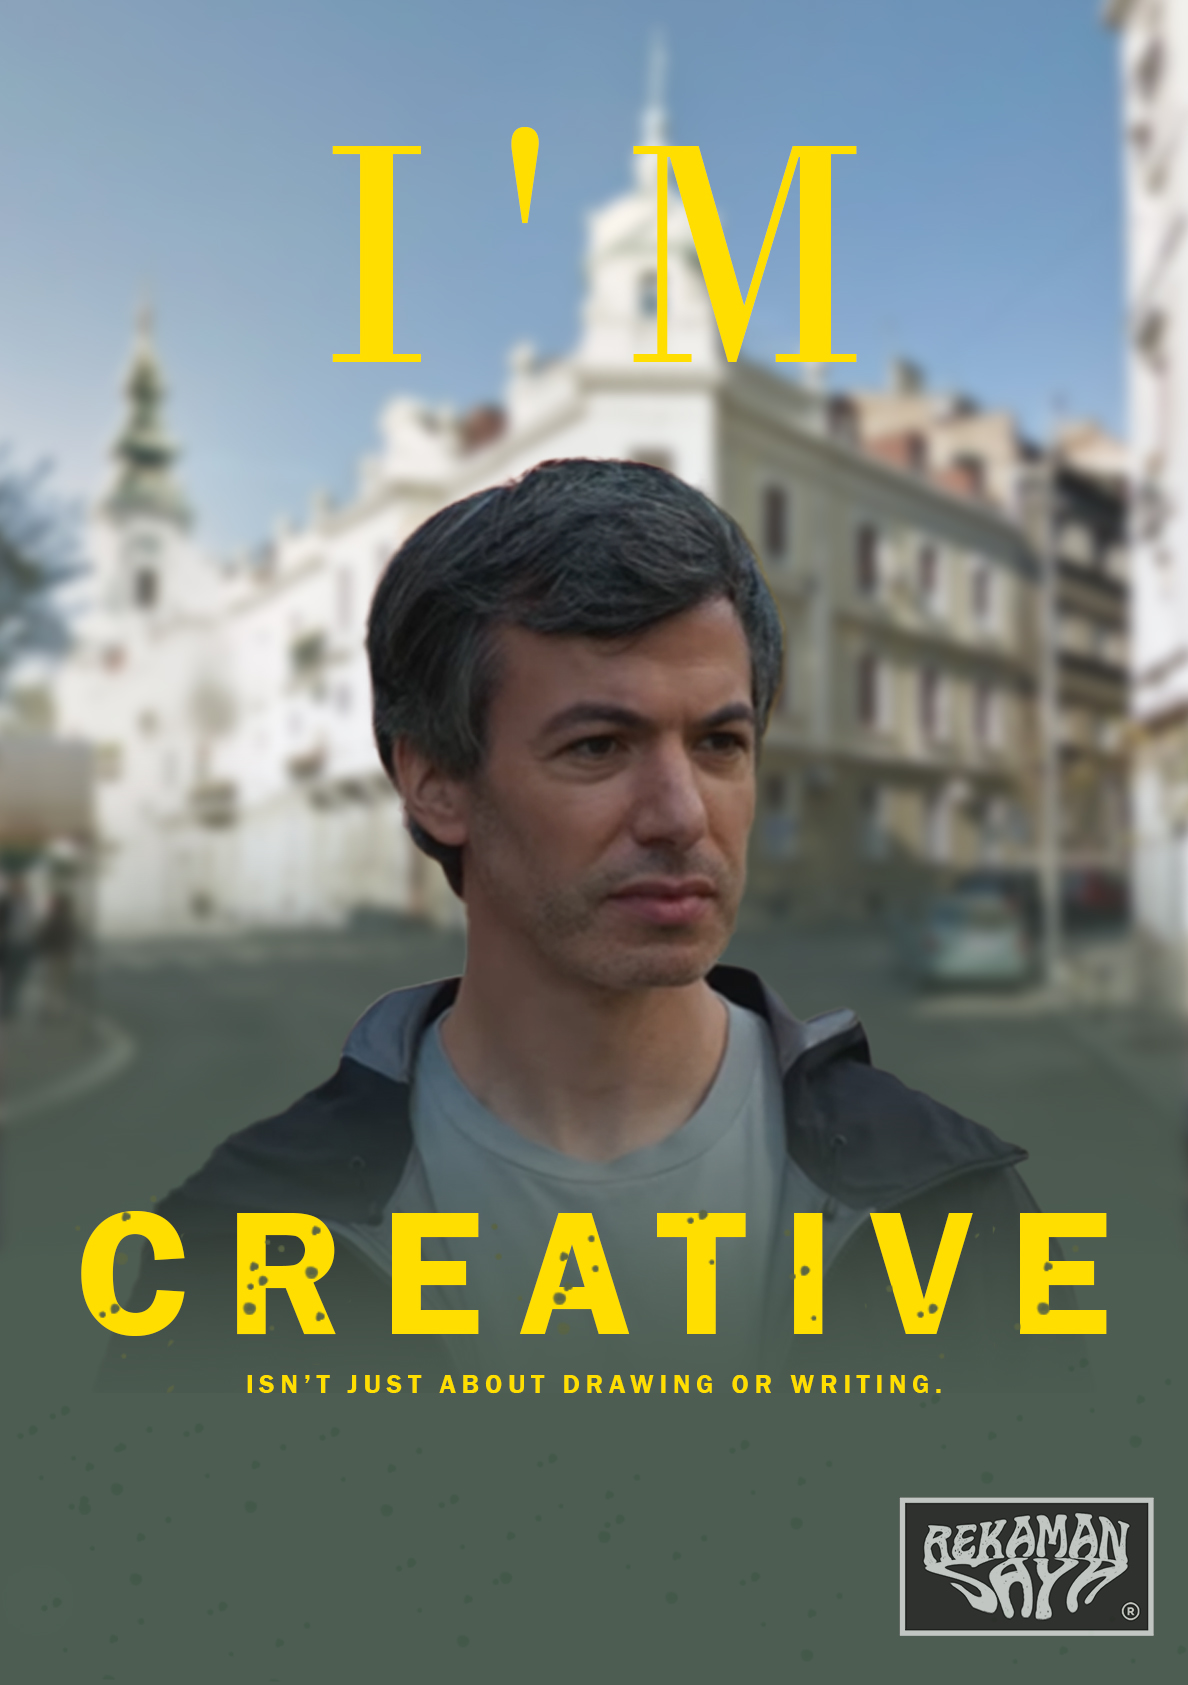 I'M
CREATIVE
ISN’T JUST ABOUT DRAWING OR WRITING.
REKAMAN
SAYA
®